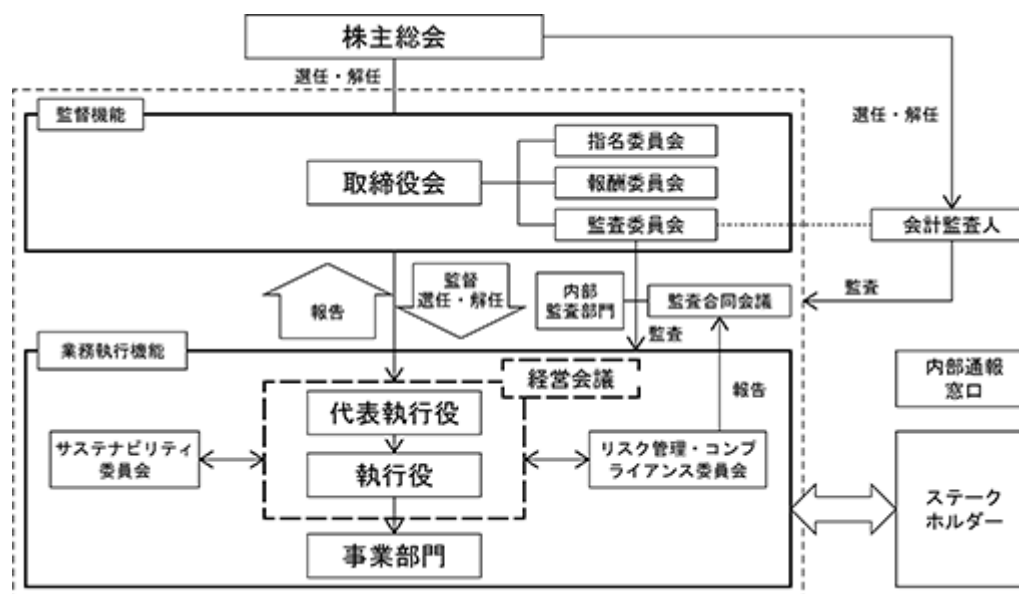 株主総会
選任・解任
監督機能
選任・解任
指名委員会
取締役会
報酬委員会
監査委員会
会計監査人
報告
監督
選任・解任
内部
監査部門
監査合同会議
監査
監査
業務執行機能
経営会議
報告
内部通報
窓口
代表執行役
サステナビリティ
委員会
執行役
リスク管理・コンプ
ライアンス委員会
ステーク
ホルダー
事業部門